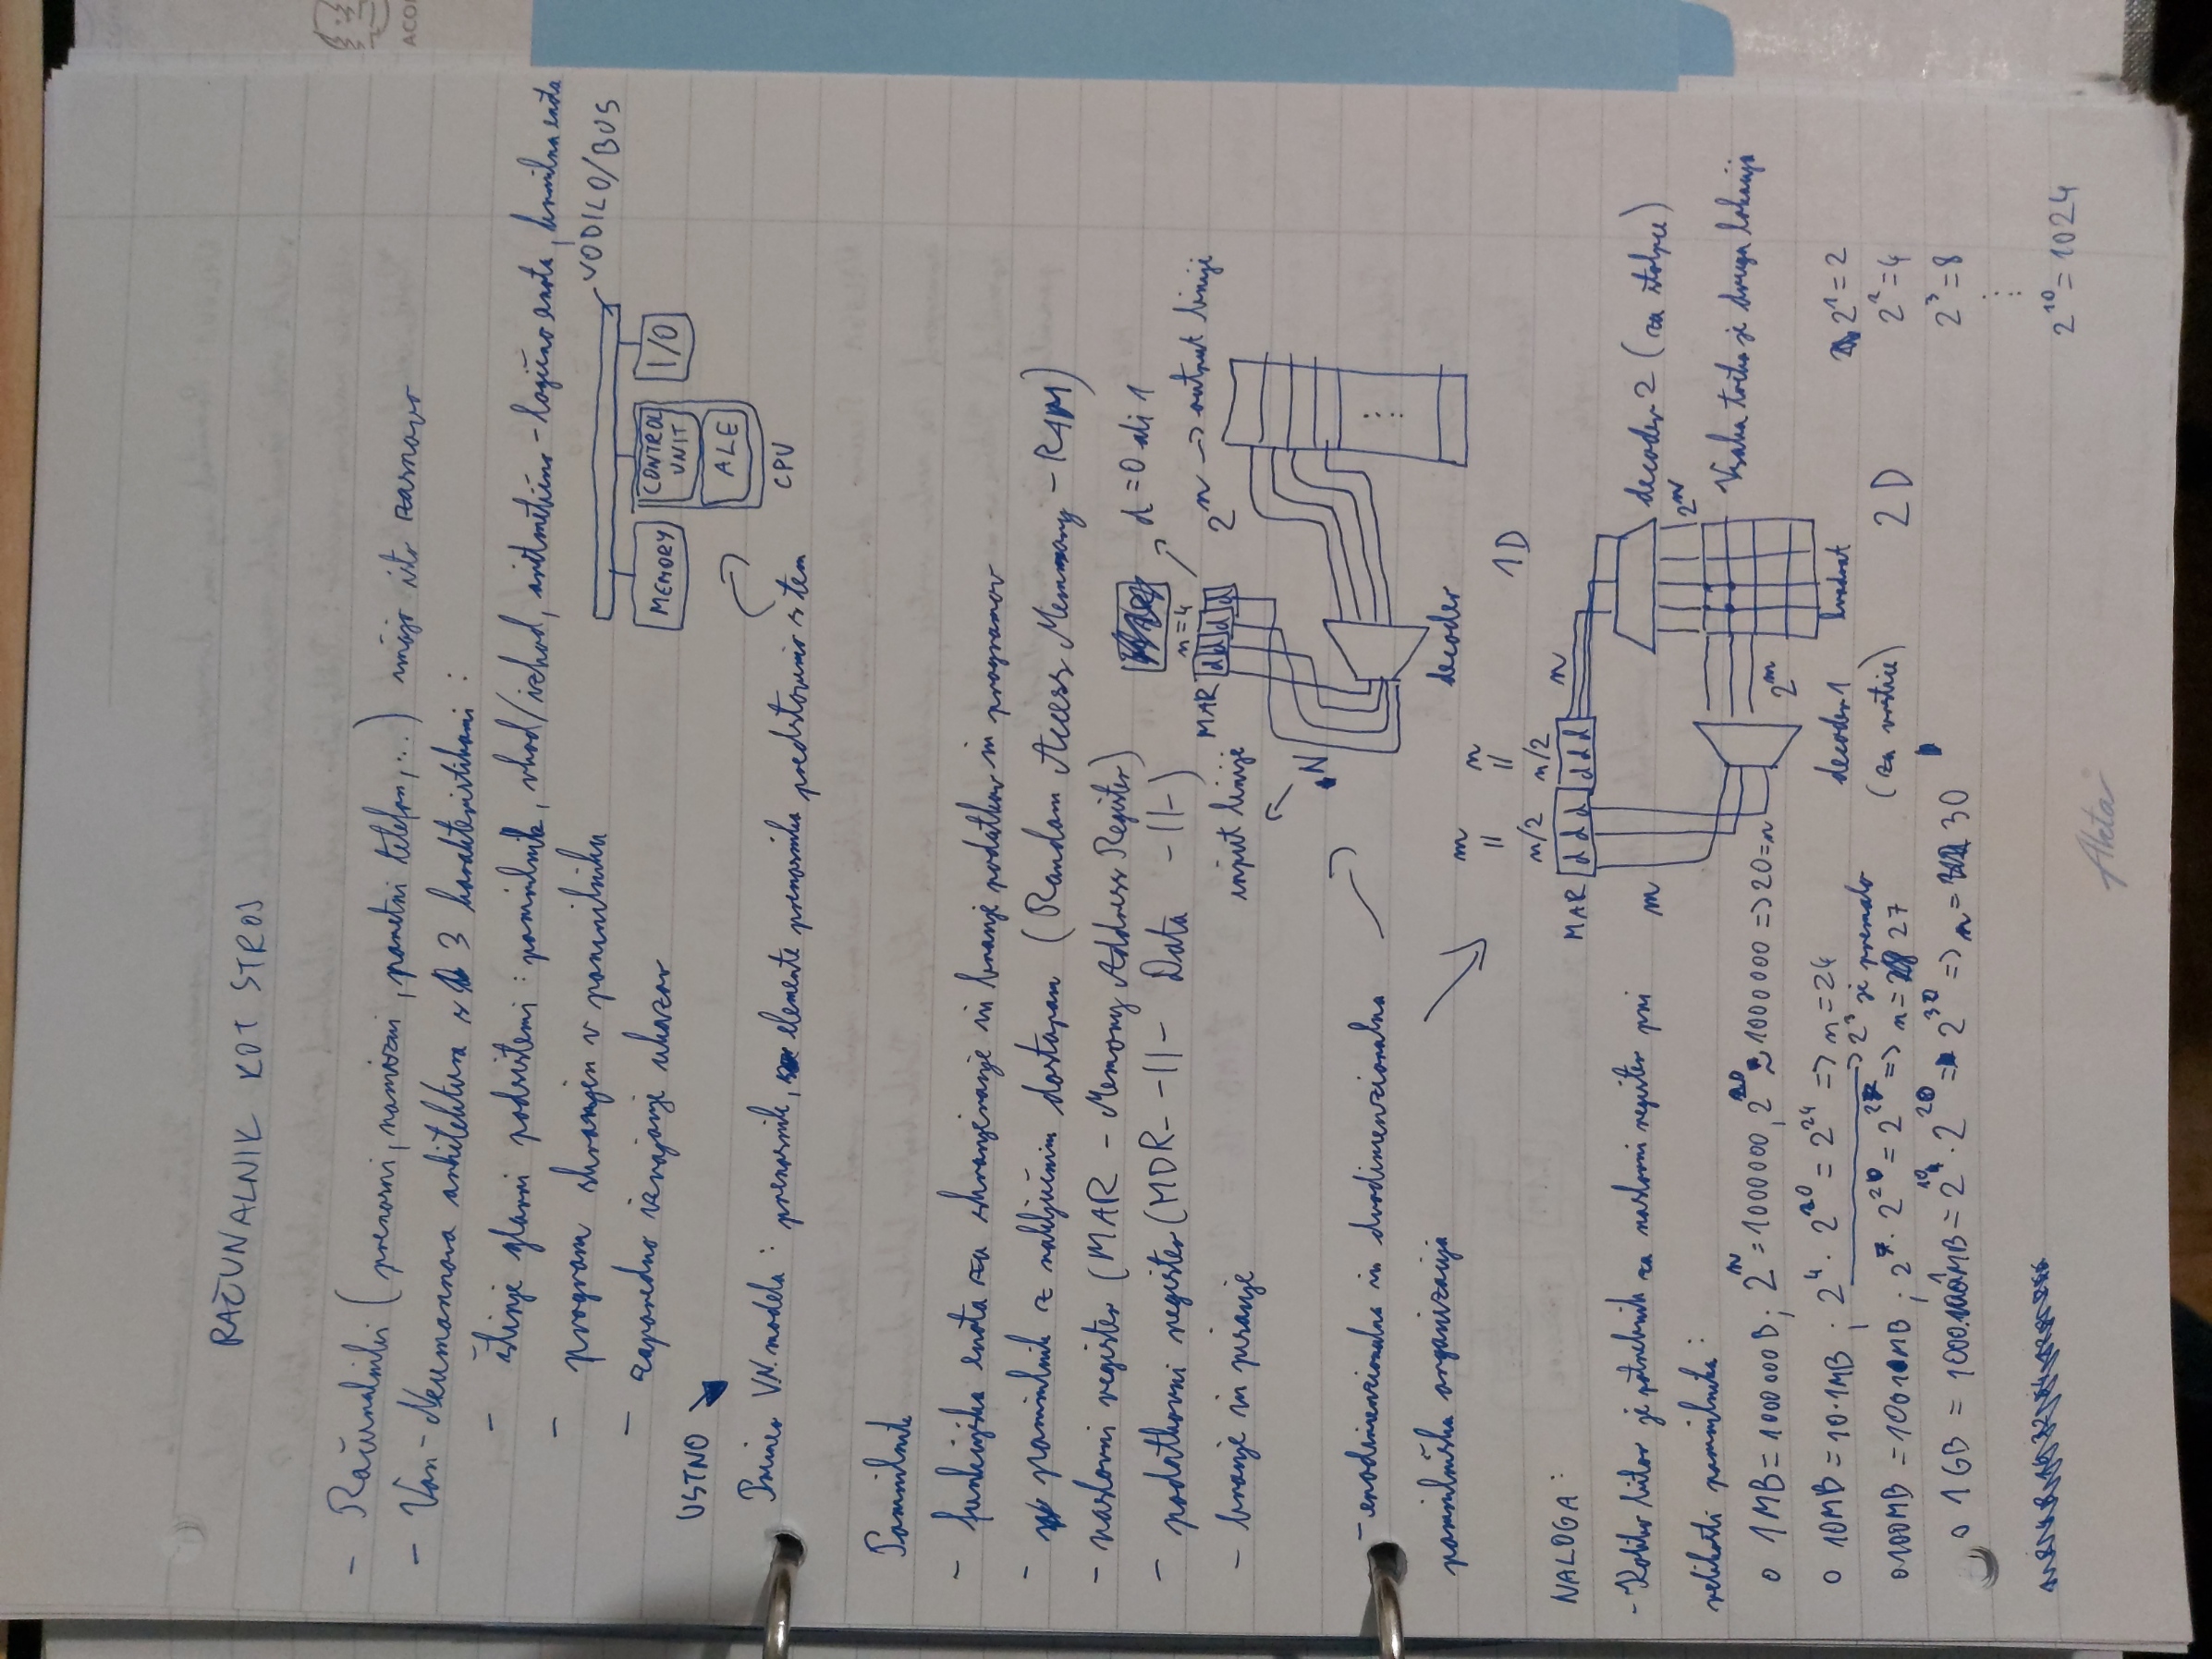 RAČUNALNIK KOT STROJ
- Računalniki (prenosni, namizni, pametni telefon, ...) imajo isto zasnovo
- Von-Neumannova arhitektura s 3 karakteristikami :
- štirje glavni podsistemi : pomnilnik, vhod/izhod, aritmetično-logična enota, krmilna enota
- program shranjen v pomnilniku
- zaporedno izvajanje ukazov
VODILO/BUS
MEMORY
CONTROL UNIT
I/O
ALE
CPU
USTNO
Primer V.N. modela : prenosnik, elemente prenosnika predstavimo s tem
Pomnilnik
- funkcijska enota za shranjevanje in branje podatkov in programov
- pomnilnik z naključnim dostopom (Random Access Memmory - RAM)
- naslovni register (MAR - Memory Address Register)
- podatkovni register (MDR- -||- Data -||-)
- branje in pisanje
d = 0 ali 1
n=4
MAR d d d d
2^n -> output linije
input linije
N
decoder
1D
- enodimenzionalna in dvodimenzionalna
pomnilniška organizacija
m n
|| ||
n/2 n/2
MAR d d d d d d
n
m
decoder 2 (za stolpce)
2^n
Vsaka točka je druga lokacija
2^m
decoder 1
(za vrstice)
kvadrat
2D
NALOGA :
- Koliko bitov je potrebnih za naslovni register pri
velikosti pomnilnika :
o 1MB = 1000000B ; 2^n = 1000000, 2^20 ≈ 1000000 => 20=n
o 10MB = 10·1MB ; 2^4 · 2^20 = 2^24 => n=24
-> 2^3 je premalo
o 100MB = 100·1MB ; 2^7 · 2^20 = 2^27 => n= 27
o 1GB = 1000·1MB = 2^10 · 2^20 = 2^30 => n= 30
2^1 = 2
2^2 = 4
2^3 = 8
⋮
2^10 = 1024
Akta
ACO